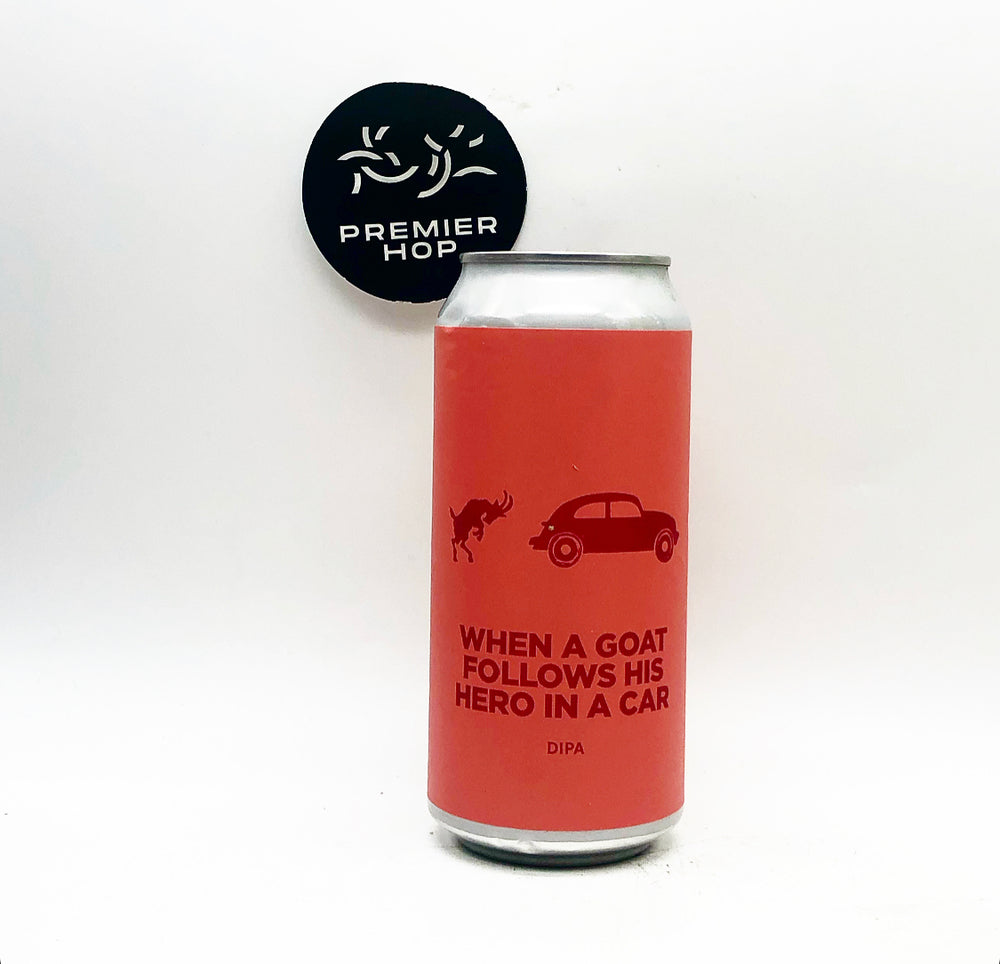 PREMIER
HOP
WHEN A GOAT
FOLLOWS HIS
HERO IN A CAR
DIPA